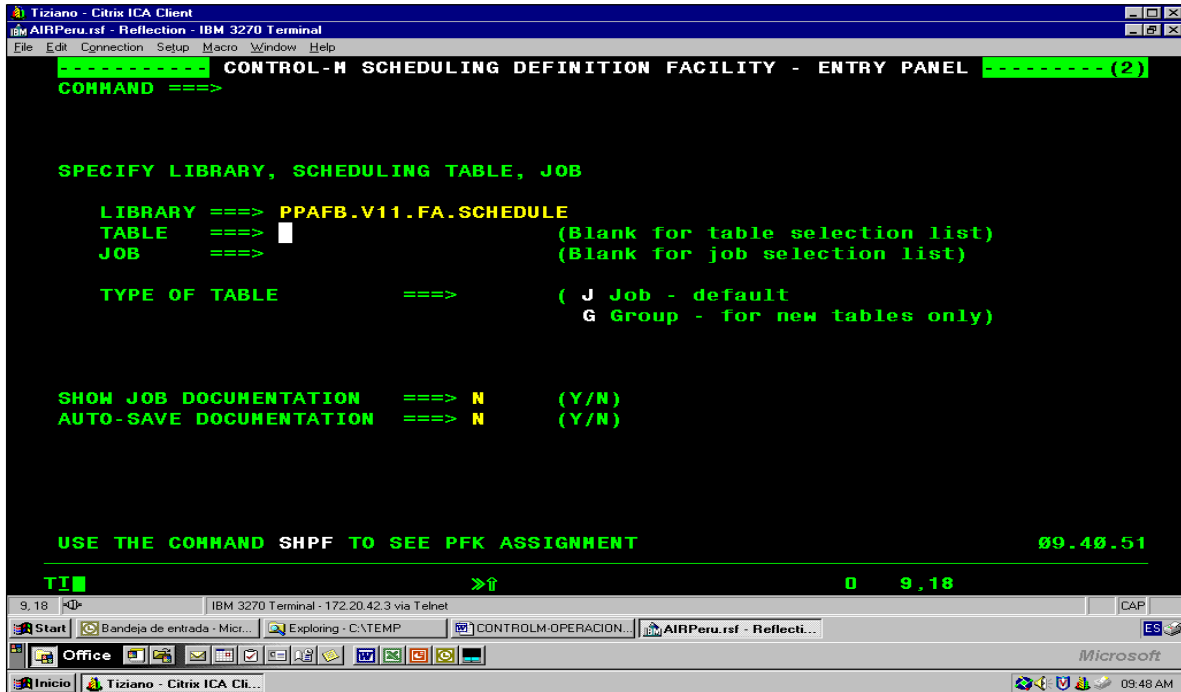 Tiziano - Citrix ICA Client
AIRPeru.rsf - Reflection - IBM 3270 Terminal
File Edit Connection Setup Macro Window Help
- - - - - - - - - - - CONTROL-M SCHEDULING DEFINITION FACILITY - ENTRY PANEL - - - - - - - - - (2)
COMMAND ===>
SPECIFY LIBRARY, SCHEDULING TABLE, JOB
LIBRARY ===> PPAFB.V11.FA.SCHEDULE
TABLE ===> (Blank for table selection list)
JOB ===> (Blank for job selection list)
TYPE OF TABLE ===> ( J Job - default
G Group - for new tables only)
SHOW JOB DOCUMENTATION ===> N (Y/N)
AUTO-SAVE DOCUMENTATION ===> N (Y/N)
USE THE COMMAND SHPF TO SEE PFK ASSIGNMENT 09.40.51
TI 0 9,18
9, 18 IBM 3270 Terminal - 172.20.42.3 via Telnet CAP
Start Bandeja de entrada - Micr... Exploring - C:\TEMP CONTROLM-OPERACION... AIRPeru.rsf - Reflecti... ES
Office Microsoft
Inicio Tiziano - Citrix ICA Cli... 09:48 AM